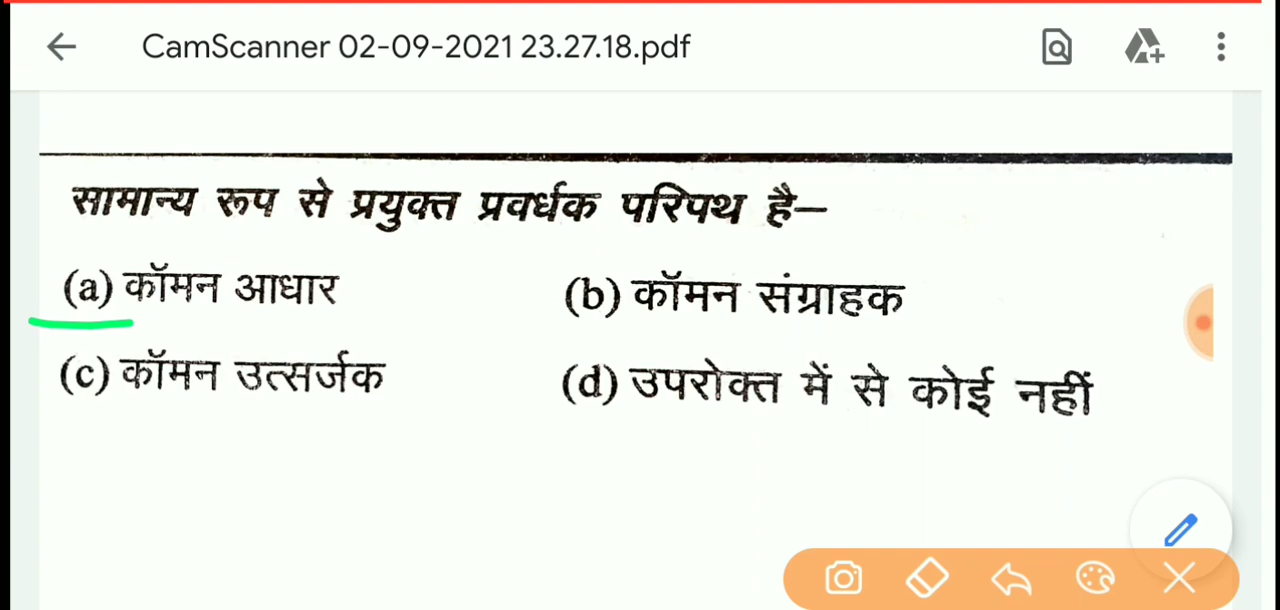 CamScanner 02-09-2021 23.27.18.pdf
सामान्य रूप से प्रयुक्त प्रवर्धक परिपथ है–
(a) कॉमन आधार (b) कॉमन संग्राहक
(c) कॉमन उत्सर्जक (d) उपरोक्त में से कोई नहीं